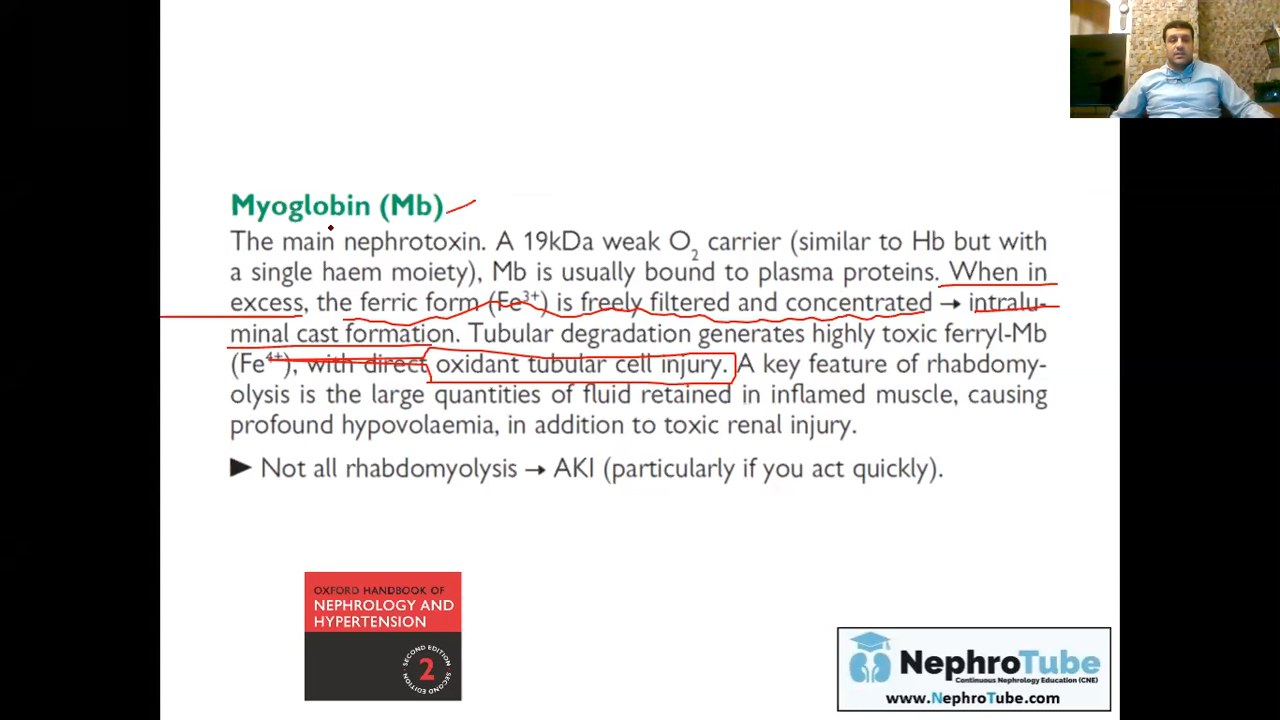 Myoglobin (Mb)
The main nephrotoxin. A 19kDa weak O₂ carrier (similar to Hb but with
a single haem moiety), Mb is usually bound to plasma proteins. When in
excess, the ferric form (Fe³⁺) is freely filtered and concentrated → intralu-
minal cast formation. Tubular degradation generates highly toxic ferryl-Mb
(Fe⁴⁺), with direct oxidant tubular cell injury. A key feature of rhabdomy-
olysis is the large quantities of fluid retained in inflamed muscle, causing
profound hypovolaemia, in addition to toxic renal injury.
► Not all rhabdomyolysis → AKI (particularly if you act quickly).
OXFORD HANDBOOK OF
NEPHROLOGY AND
HYPERTENSION
SECOND EDITION · SECOND EDITION ·
2
NephroTube
Continuous Nephrology Education (CNE)
www.NephroTube.com